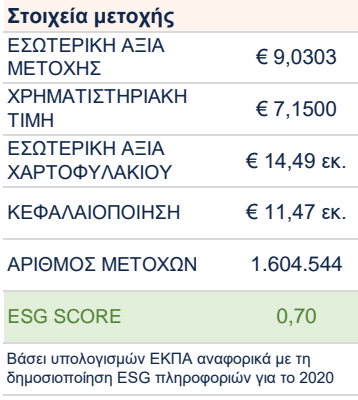 Στοιχεία μετοχής
ΕΣΩΤΕΡΙΚΗ ΑΞΙΑ
ΜΕΤΟΧΗΣ
€ 9,0303
ΧΡΗΜΑΤΙΣΤΗΡΙΑΚΗ
ΤΙΜΗ
€ 7,1500
ΕΣΩΤΕΡΙΚΗ ΑΞΙΑ
ΧΑΡΤΟΦΥΛΑΚΙΟΥ
€ 14,49 εκ.
ΚΕΦΑΛΑΙΟΠΟΙΗΣΗ € 11,47 εκ.
ΑΡΙΘΜΟΣ ΜΕΤΟΧΩΝ 1.604.544
ESG SCORE 0,70
Βάσει υπολογισμών ΕΚΠΑ αναφορικά με τη
δημοσιοποίηση ESG πληροφοριών για το 2020